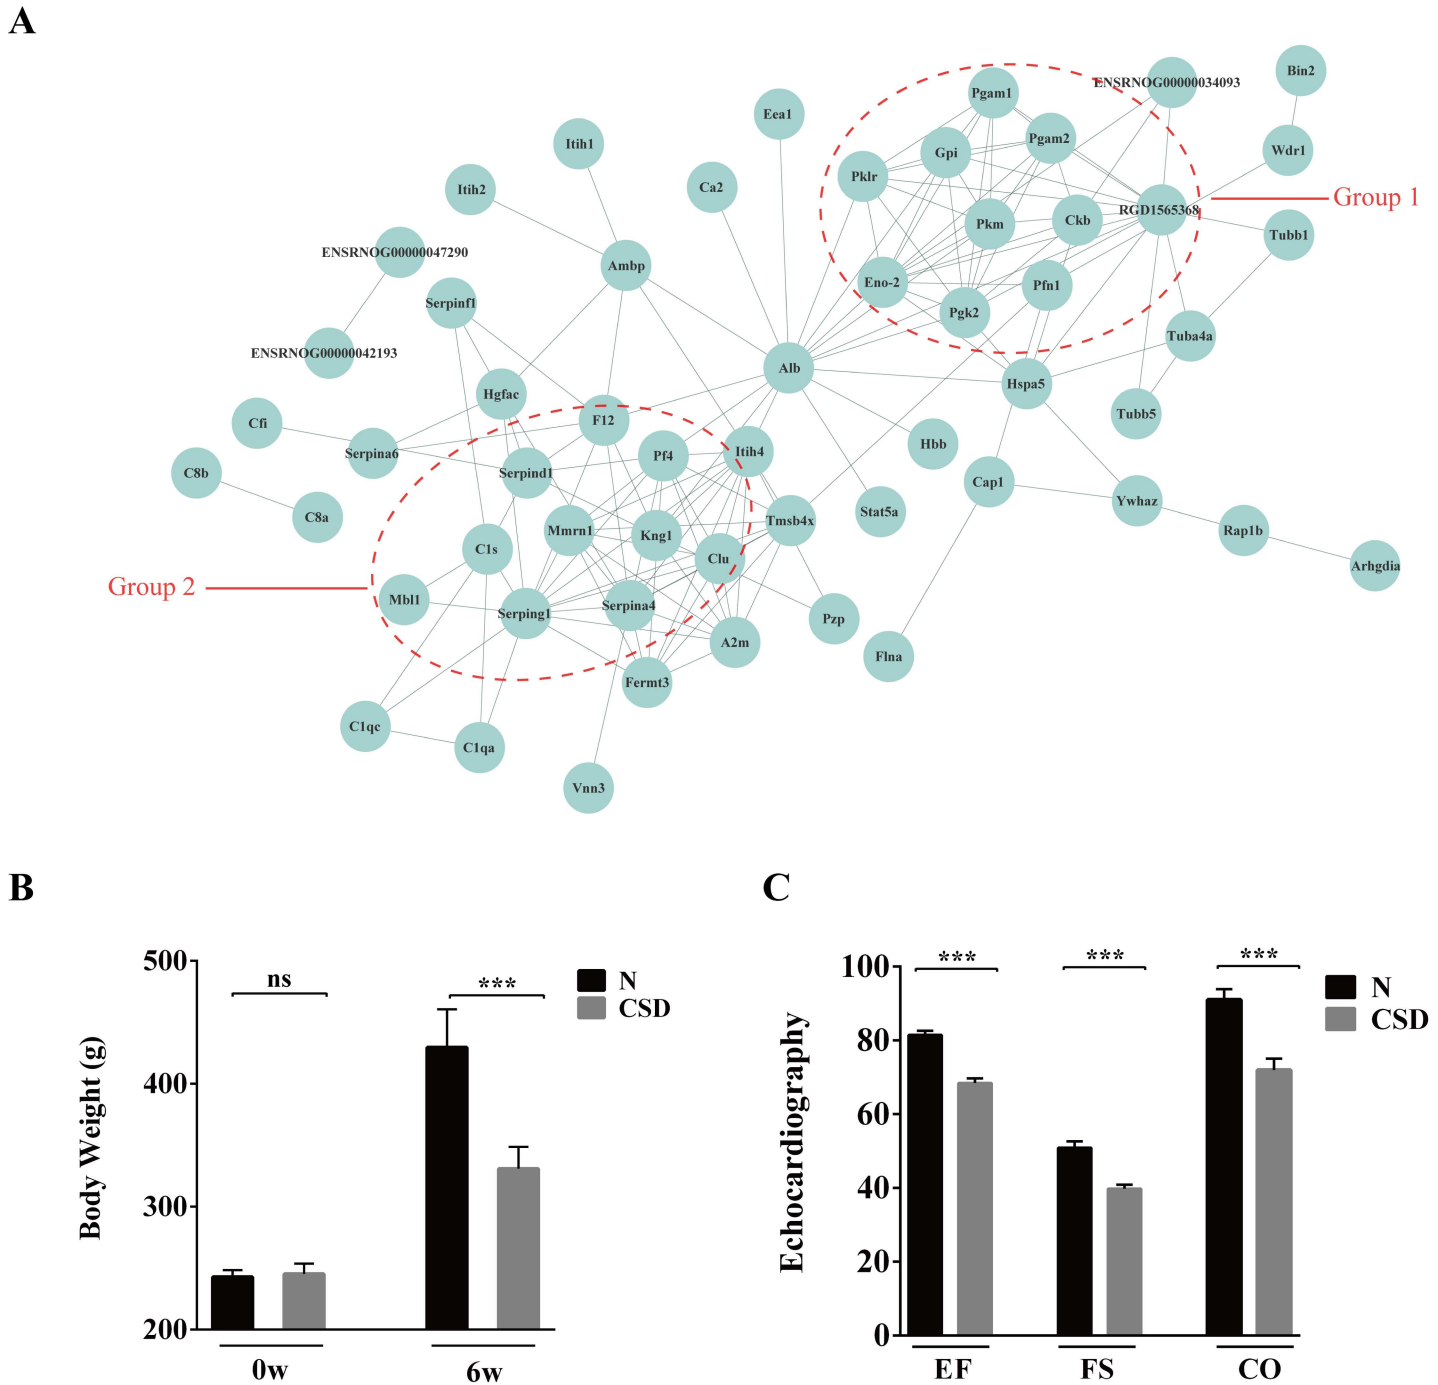 A
Bin2
ENSRNOG00000034093
Pgam1
Eea1
Pgam2
Itih1
Gpi
Wdr1
Pklr
Itih2
Ca2
Group 1
RGD1565368
Ckb
Pkm
Tubb1
ENSRNOG00000047290
Ambp
Eno-2
Pfn1
Serpinf1
Pgk2
Tuba4a
ENSRNOG00000042193
Alb
Hspa5
Hgfac
Tubb5
F12
Cfi
Hbb
Serpina6
Pf4
Itih4
C8b
Serpind1
Cap1
Ywhaz
Stat5a
C8a
Tmsb4x
Mmrn1
Kng1
Rap1b
C1s
Clu
Arhgdia
Group 2
Mbl1
Serping1
Serpina4
Pzp
A2m
Flna
Fermt3
C1qc
C1qa
Vnn3
B
500
400
300
200
Body Weight (g)
ns
***
N
CSD
0w
6w
C
100
80
60
40
20
0
Echocardiography
***
***
***
N
CSD
EF
FS
CO